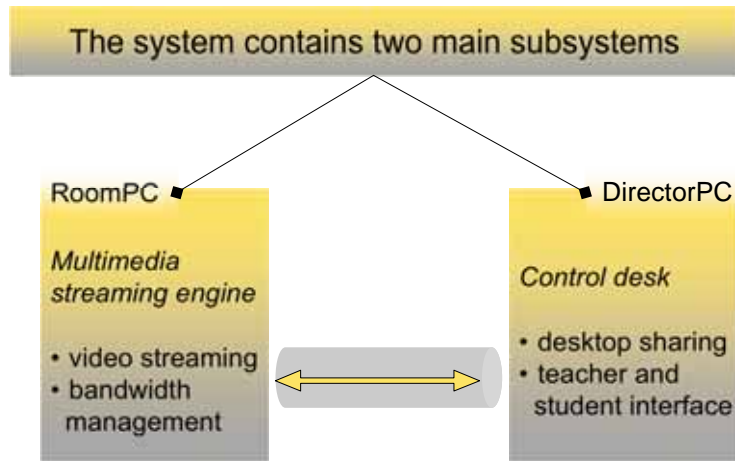 The system contains two main subsystems
RoomPC
Multimedia
streaming engine
• video streaming
• bandwidth
management
DirectorPC
Control desk
• desktop sharing
• teacher and
student interface